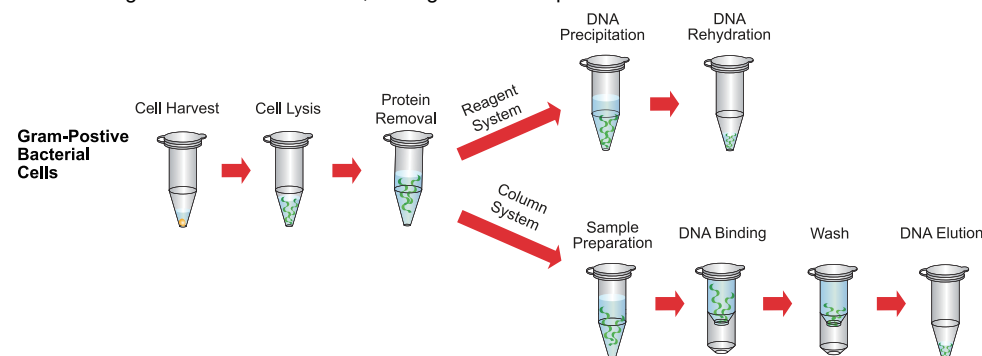 DNA
Precipitation
DNA
Rehydration
Cell Harvest
Cell Lysis
Protein
Removal
Reagent
System
Gram-Postive
Bacterial
Cells
Column
System
Sample
Preparation
DNA Binding
Wash
DNA Elution